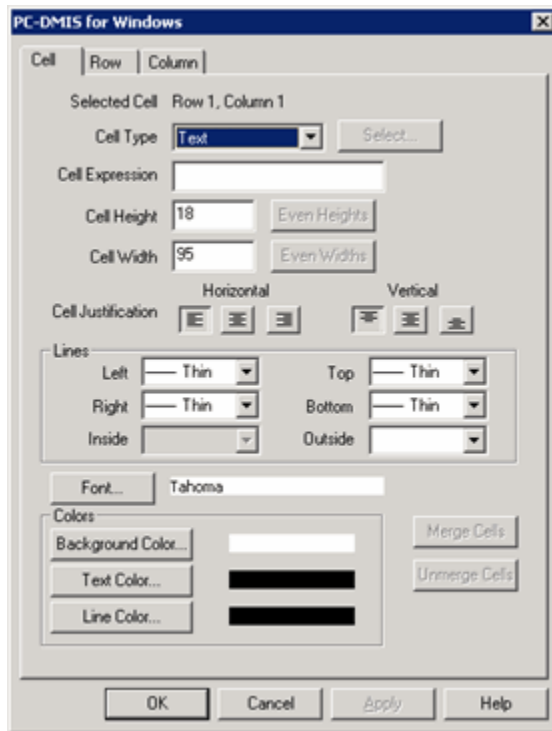 PC-DMIS for Windows
Cell Row Column
Selected Cell Row 1, Column 1
Cell Type Text Select...
Cell Expression
Cell Height 18 Even Heights
Cell Width 95 Even Widths
Horizontal Vertical
Cell Justification
Lines
Left Thin Top Thin
Right Thin Bottom Thin
Inside Outside
Font... Tahoma
Colors
Background Color... Merge Cells
Text Color... Unmerge Cells
Line Color...
OK Cancel Apply Help